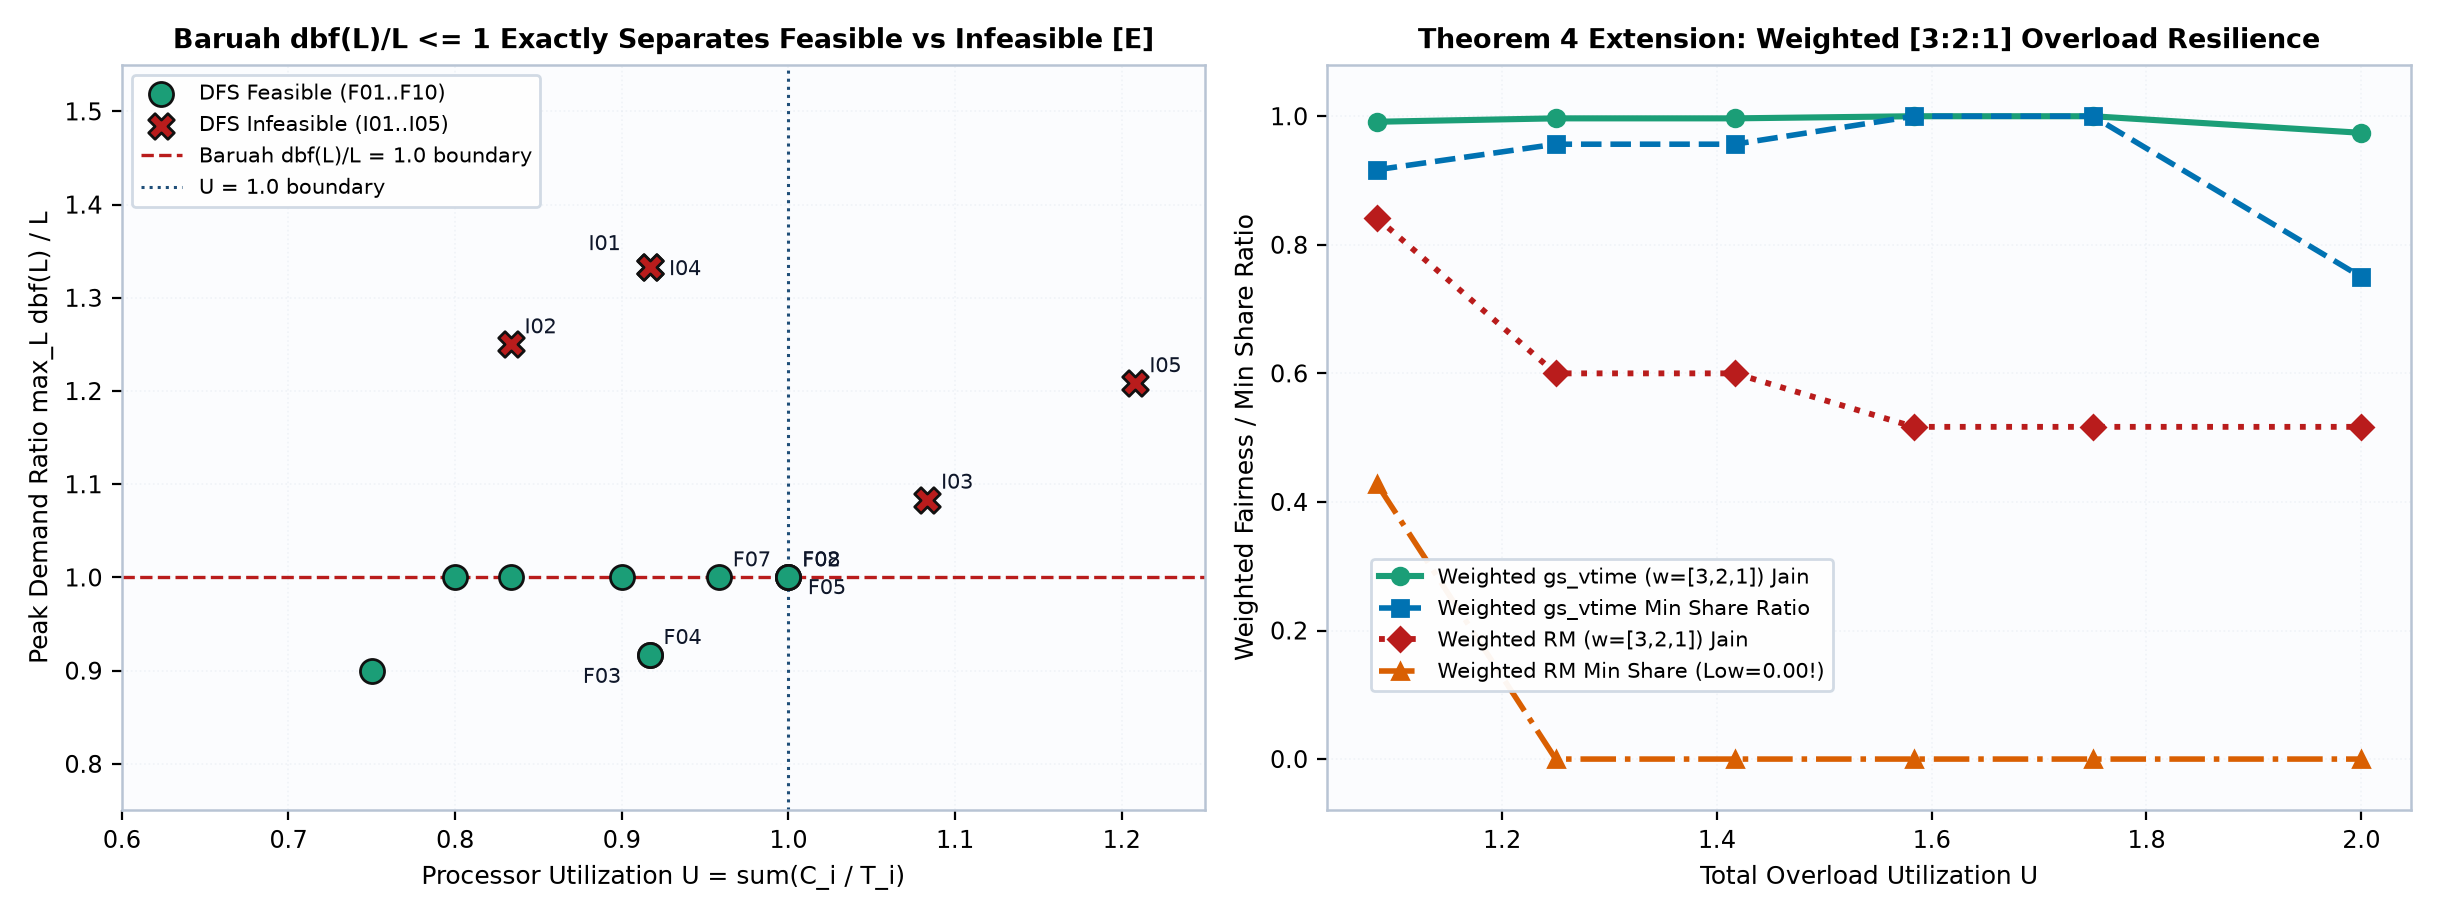 Baruah dbf(L)/L <= 1 Exactly Separates Feasible vs Infeasible [E]
DFS Feasible (F01..F10)
DFS Infeasible (I01..I05)
Baruah dbf(L)/L = 1.0 boundary
U = 1.0 boundary
Peak Demand Ratio max_L dbf(L) / L
1.5
1.4
1.3
1.2
1.1
1.0
0.9
0.8
I01
I04
I02
I05
I03
F07
F08
F05
F04
F03
0.6
0.7
0.8
0.9
1.0
1.1
1.2
Processor Utilization U = sum(C_i / T_i)
Theorem 4 Extension: Weighted [3:2:1] Overload Resilience
Weighted Fairness / Min Share Ratio
1.0
0.8
0.6
0.4
0.2
0.0
Weighted gs_vtime (w=[3,2,1]) Jain
Weighted gs_vtime Min Share Ratio
Weighted RM (w=[3,2,1]) Jain
Weighted RM Min Share (Low=0.00!)
1.2
1.4
1.6
1.8
2.0
Total Overload Utilization U